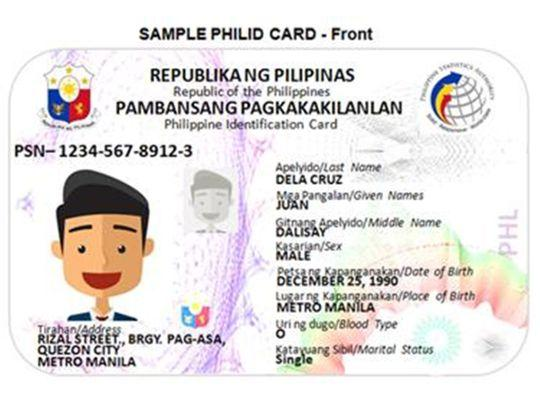 SAMPLE PHILID CARD - Front
REPUBLIKA NG PILIPINAS
Republic of the Philippines
PAMBANSANG PAGKAKAKILANLAN
Philippine Identification Card
PSN– 1234-567-8912-3
Apelyido/Last Name
DELA CRUZ
Mga Pangalan/Given Names
JUAN
Gitnang Apelyido/Middle Name
DALISAY
Kasarian/Sex
MALE
Petsa ng Kapanganakan/Date of Birth
DECEMBER 25, 1990
Lugar ng Kapanganakan/Place of Birth
METRO MANILA
Uri ng dugo/Blood Type
O
Katayuang Sibil/Marital Status
Single
Tirahan/Address
RIZAL STREET., BRGY. PAG-ASA,
QUEZON CITY
METRO MANILA
PHL
PHILIPPINE STATISTICS AUTHORITY